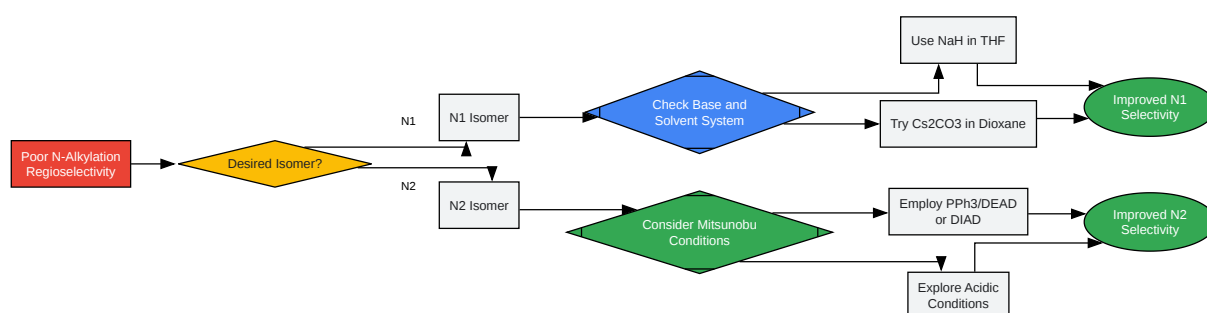 Poor N-Alkylation
Regioselectivity
Desired Isomer?
N1
N2
N1 Isomer
N2 Isomer
Check Base and
Solvent System
Consider Mitsunobu
Conditions
Use NaH in THF
Try Cs2CO3 in Dioxane
Employ PPh3/DEAD
or DIAD
Explore Acidic
Conditions
Improved N1
Selectivity
Improved N2
Selectivity